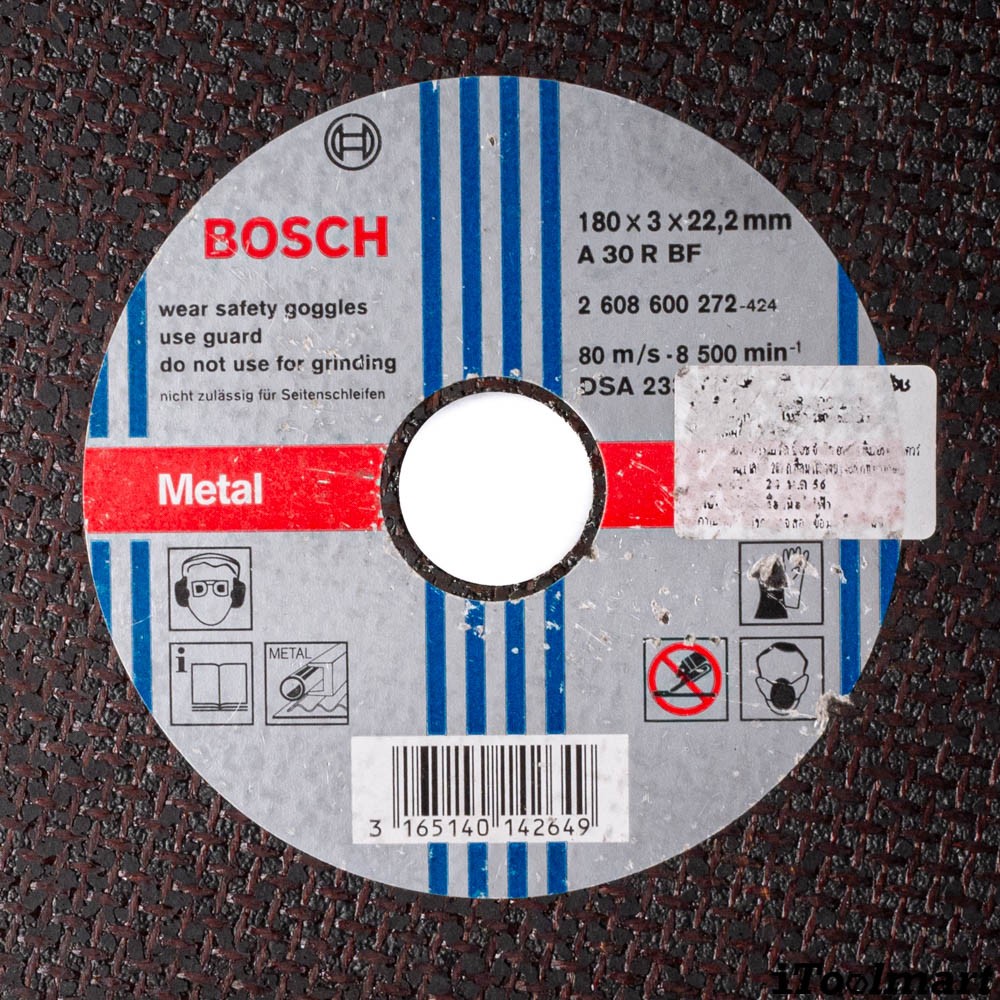 BOSCH
wear safety goggles
use guard
do not use for grinding
nicht zulässig für Seitenschleifen
180 x 3 x 22,2 mm
A 30 R BF
2 608 600 272-424
80 m/s · 8 500 min⁻¹
DSA
Metal
i
METAL
3 165140 142649
iToolmart